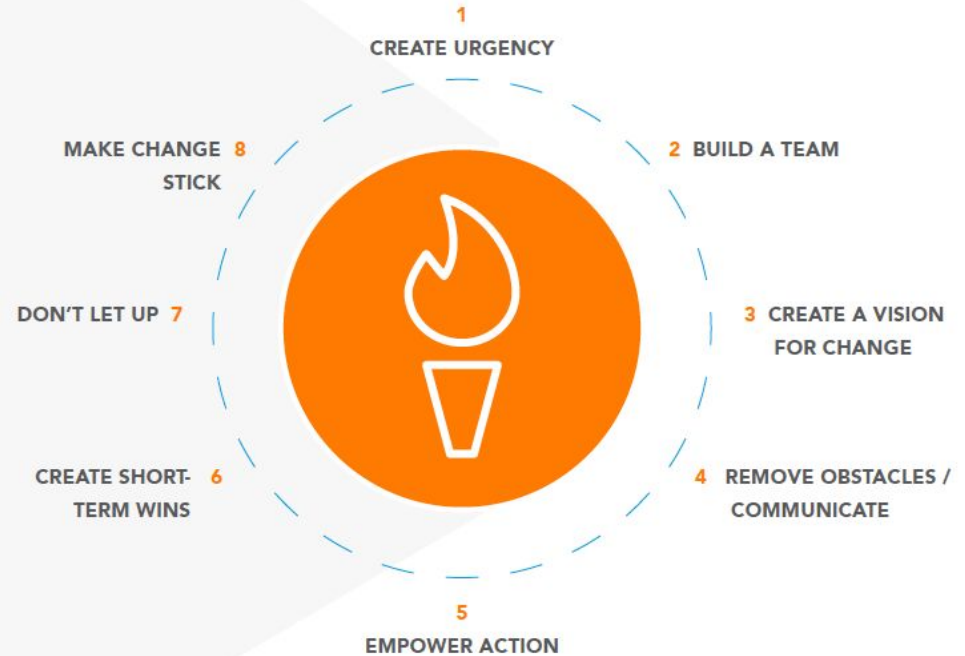 1
CREATE URGENCY
2 BUILD A TEAM
3 CREATE A VISION
FOR CHANGE
4 REMOVE OBSTACLES /
COMMUNICATE
5
EMPOWER ACTION
CREATE SHORT- 6
TERM WINS
DON'T LET UP 7
MAKE CHANGE 8
STICK